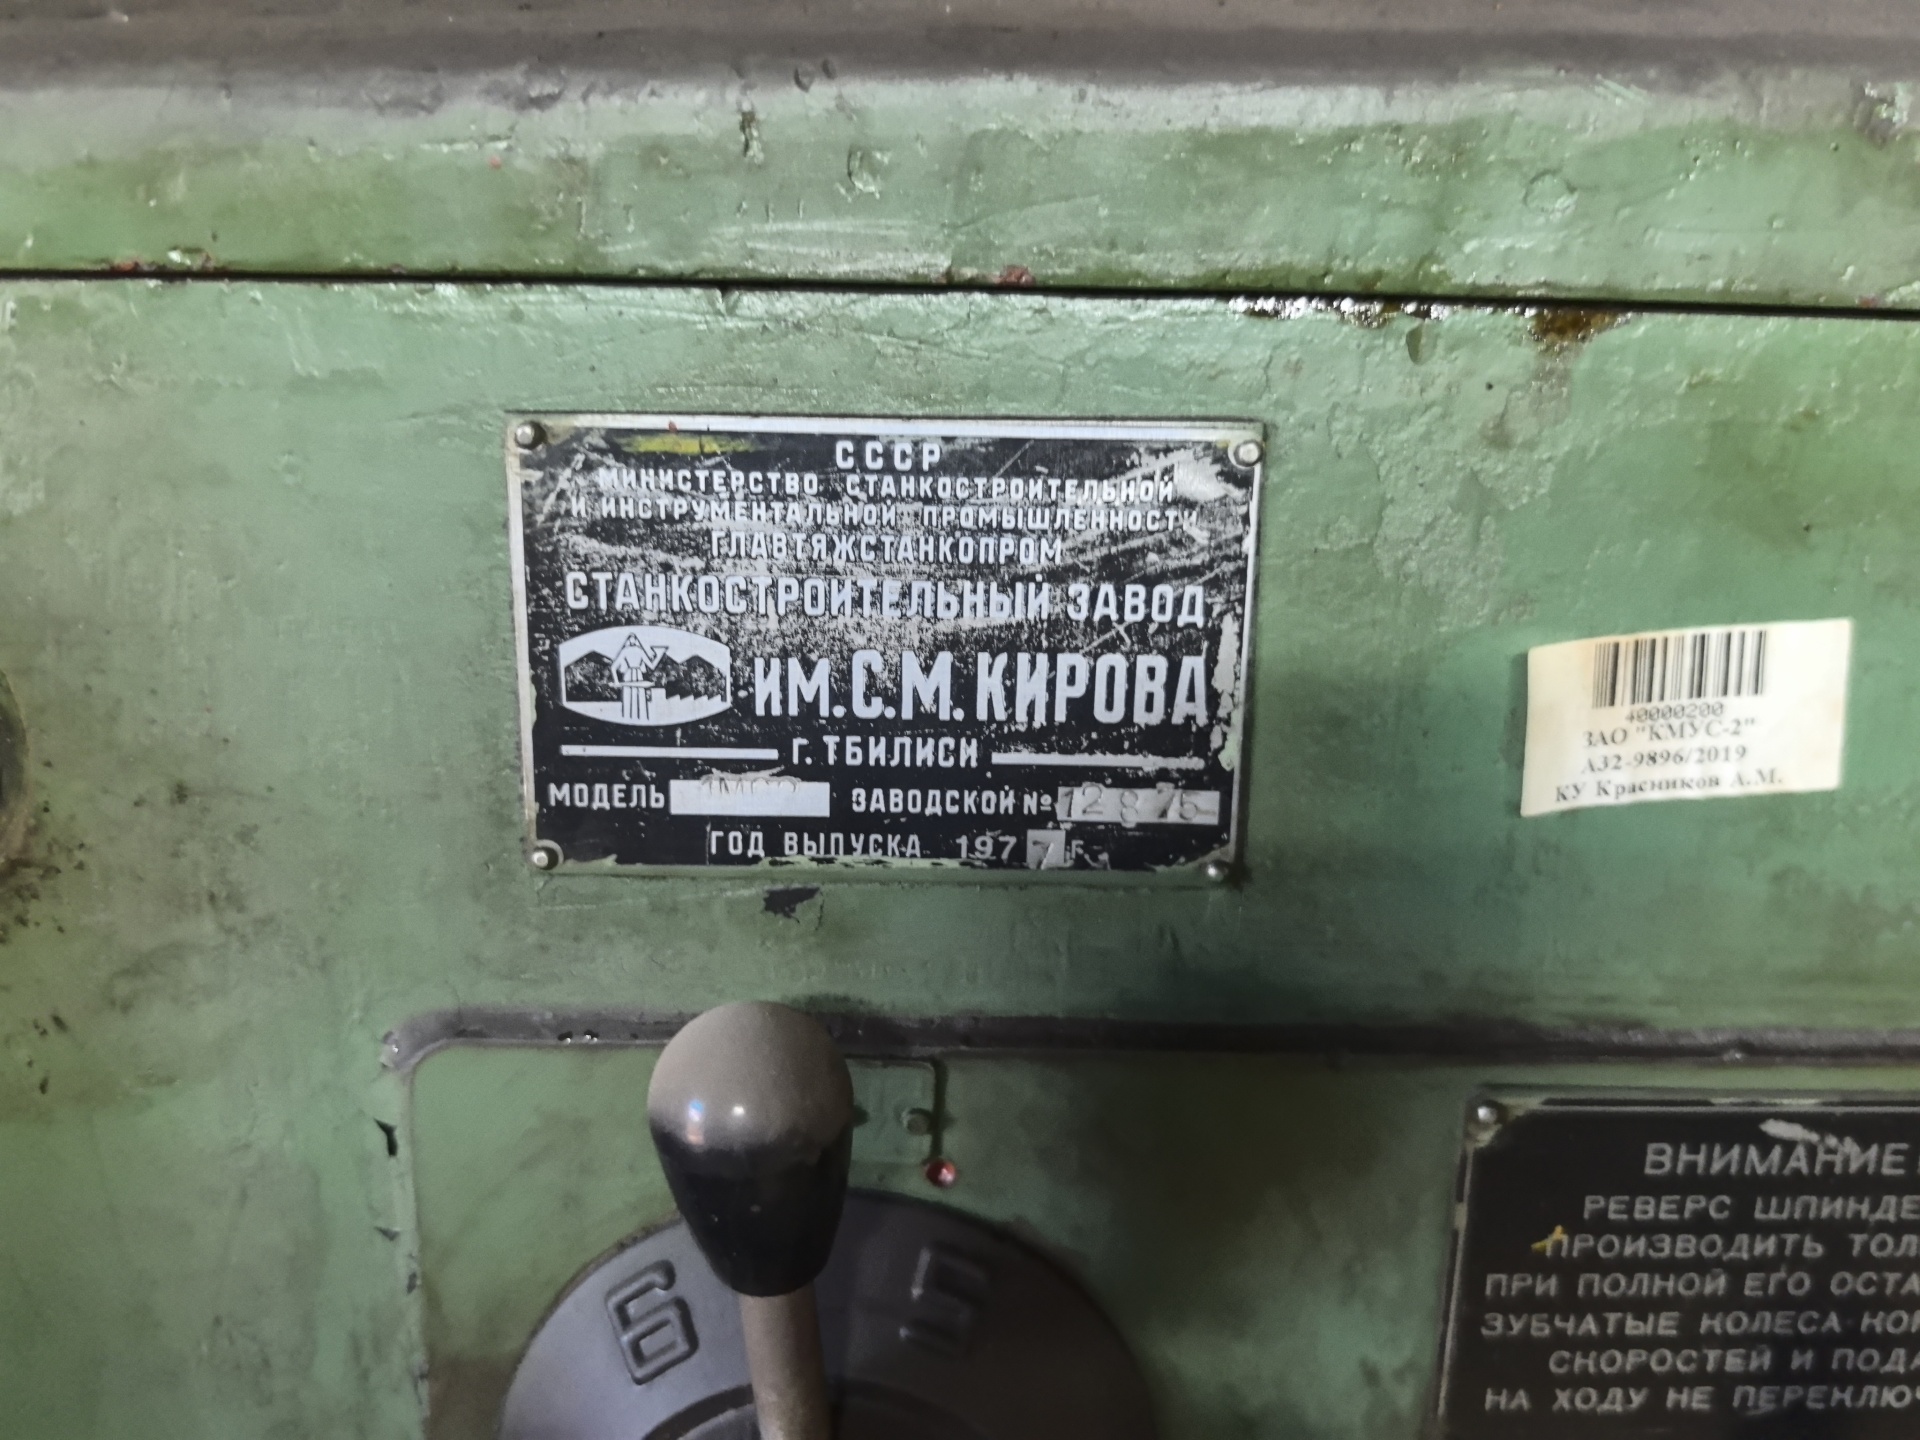 СССР
МИНИСТЕРСТВО СТАНКОСТРОИТЕЛЬНОЙ
И ИНСТРУМЕНТАЛЬНОЙ ПРОМЫШЛЕННОСТИ
ГЛАВТЯЖСТАНКОПРОМ
СТАНКОСТРОИТЕЛЬНЫЙ ЗАВОД
ИМ. С. М. КИРОВА
г. ТБИЛИСИ
МОДЕЛЬ ЗАВОДСКОЙ № 12875
ГОД ВЫПУСКА 1977 г.
40000200
ЗАО "КМУС-2"
А32-9896/2019
КУ Красников А.М.
6 5
ВНИМАНИЕ
РЕВЕРС ШПИНДЕ
ПРОИЗВОДИТЬ ТОЛ
ПРИ ПОЛНОЙ ЕГО ОСТА
ЗУБЧАТЫЕ КОЛЕСА КОР
СКОРОСТЕЙ И ПОДА
НА ХОДУ НЕ ПЕРЕКЛЮЧ